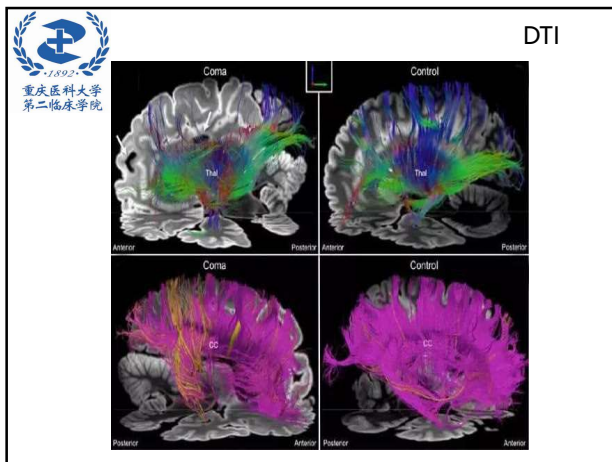 DTI
·1892·
重庆医科大学
第二临床学院
Coma
Control
Thal
Thal
Anterior
Posterior
Anterior
Posterior
Coma
Control
CC
CC
Posterior
Anterior
Posterior
Anterior